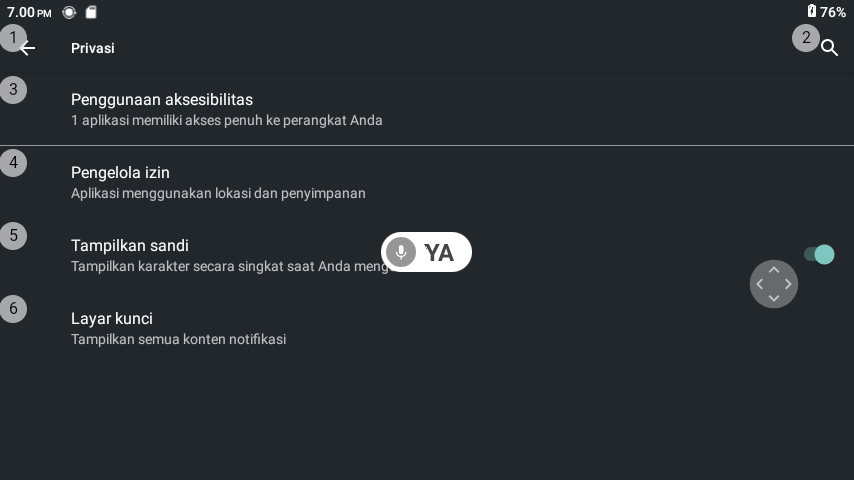 7.00 PM 76%
1 Privasi 2
3 Penggunaan aksesibilitas
1 aplikasi memiliki akses penuh ke perangkat Anda
4 Pengelola izin
Aplikasi menggunakan lokasi dan penyimpanan
5 Tampilkan sandi
Tampilkan karakter secara singkat saat Anda
YA
6 Layar kunci
Tampilkan semua konten notifikasi